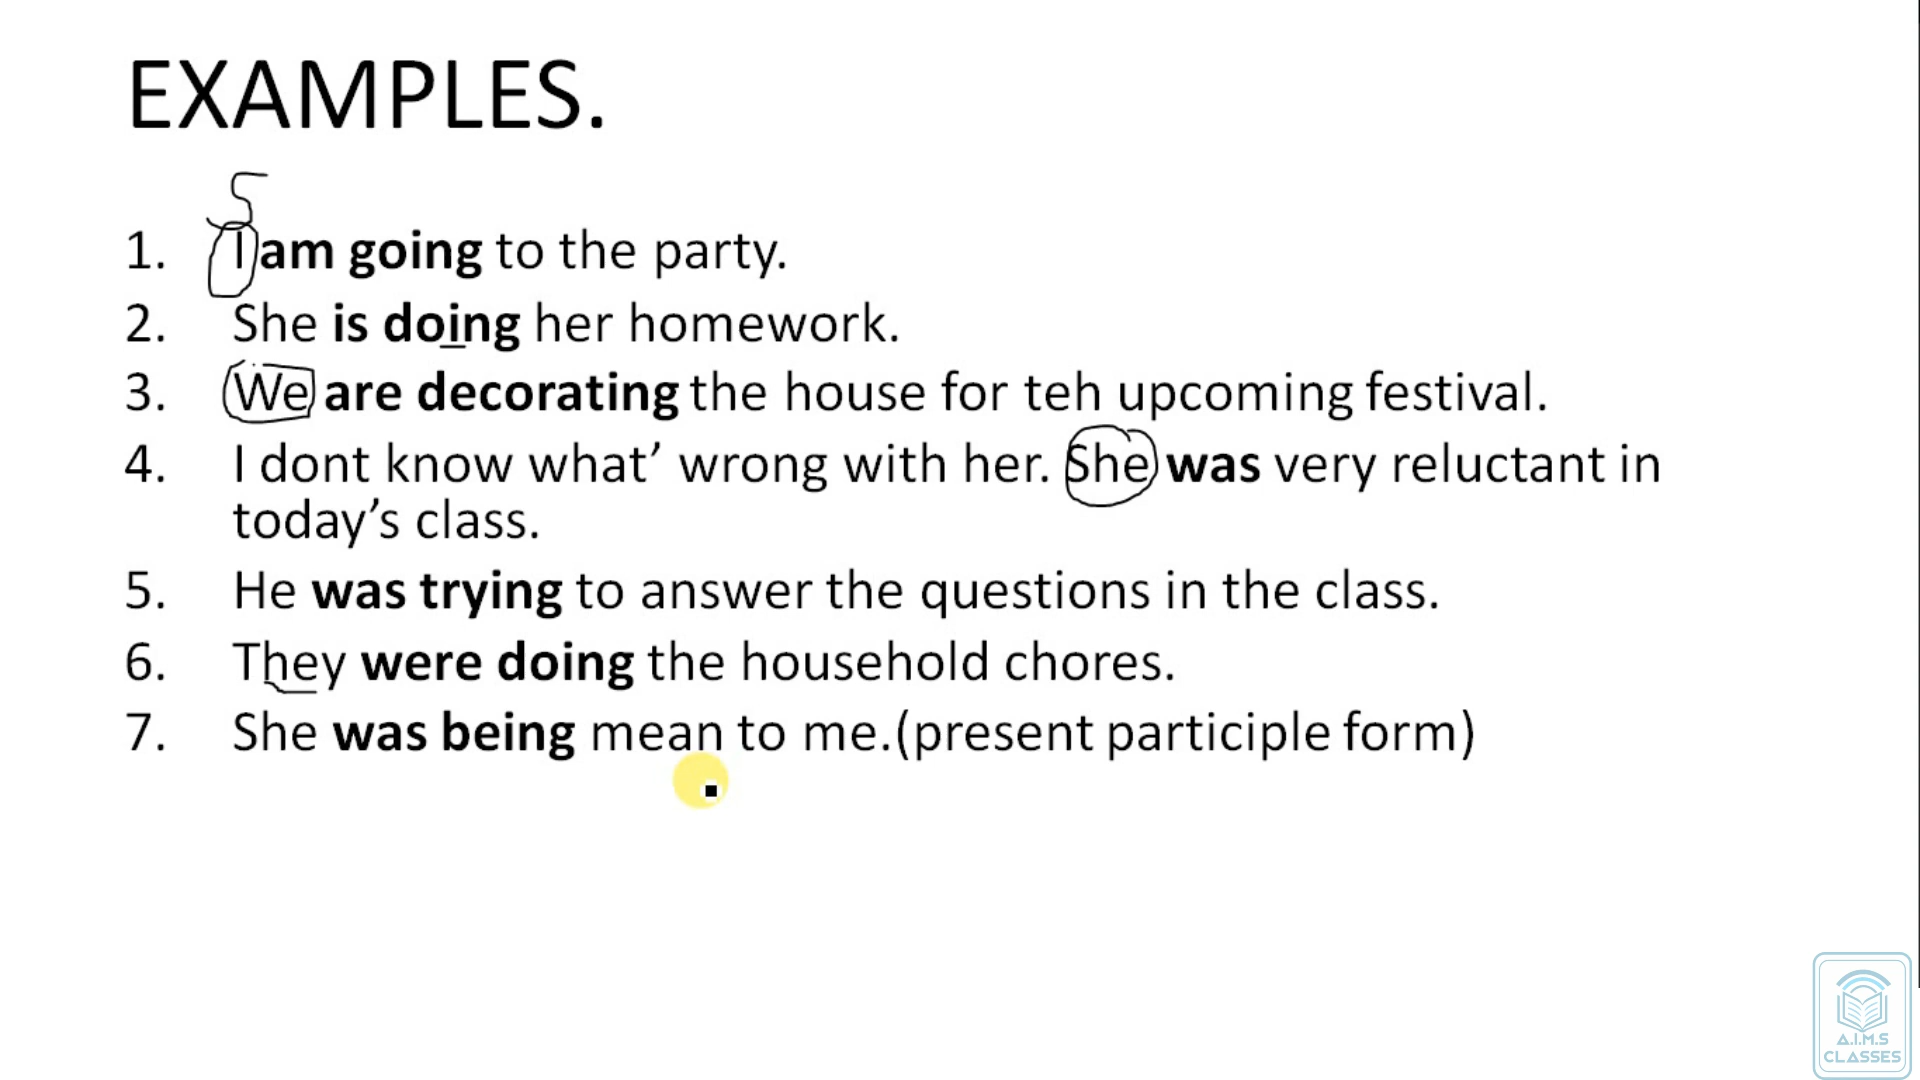 EXAMPLES.
S
1. I am going to the party.
2. She is doing her homework.
3. We are decorating the house for teh upcoming festival.
4. I dont know what’ wrong with her. She was very reluctant in
today’s class.
5. He was trying to answer the questions in the class.
6. They were doing the household chores.
7. She was being mean to me.(present participle form)
A.I.M.S
CLASSES